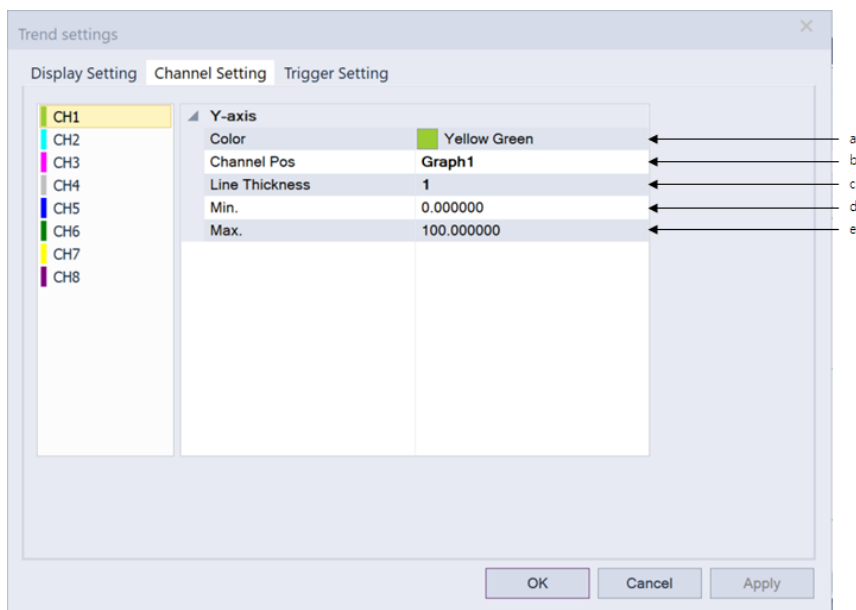 Trend settings
Display Setting Channel Setting Trigger Setting
CH1
CH2
CH3
CH4
CH5
CH6
CH7
CH8
Y-axis
Color Yellow Green
Channel Pos Graph1
Line Thickness 1
Min. 0.000000
Max. 100.000000
a
b
c
d
e
OK Cancel Apply